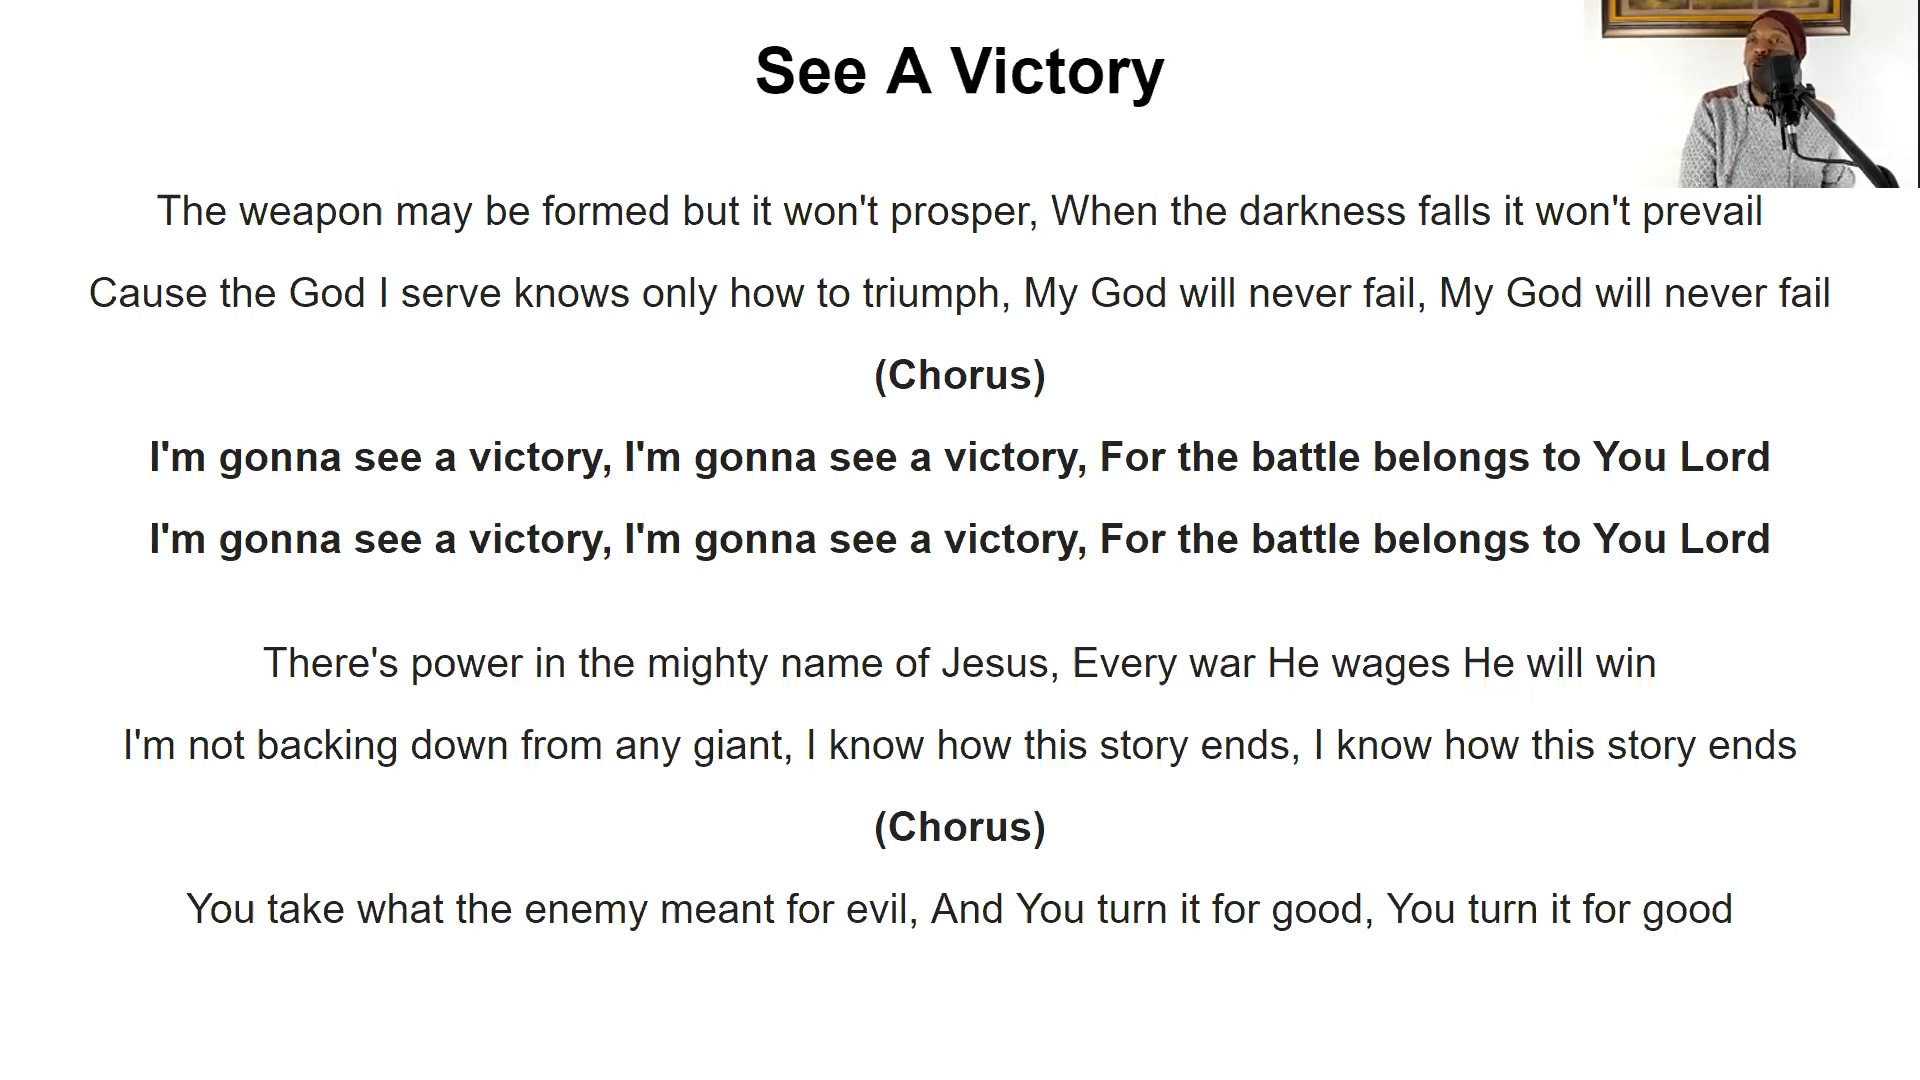 See A Victory
The weapon may be formed but it won't prosper, When the darkness falls it won't prevail
Cause the God I serve knows only how to triumph, My God will never fail, My God will never fail
(Chorus)
I'm gonna see a victory, I'm gonna see a victory, For the battle belongs to You Lord
I'm gonna see a victory, I'm gonna see a victory, For the battle belongs to You Lord
There's power in the mighty name of Jesus, Every war He wages He will win
I'm not backing down from any giant, I know how this story ends, I know how this story ends
(Chorus)
You take what the enemy meant for evil, And You turn it for good, You turn it for good